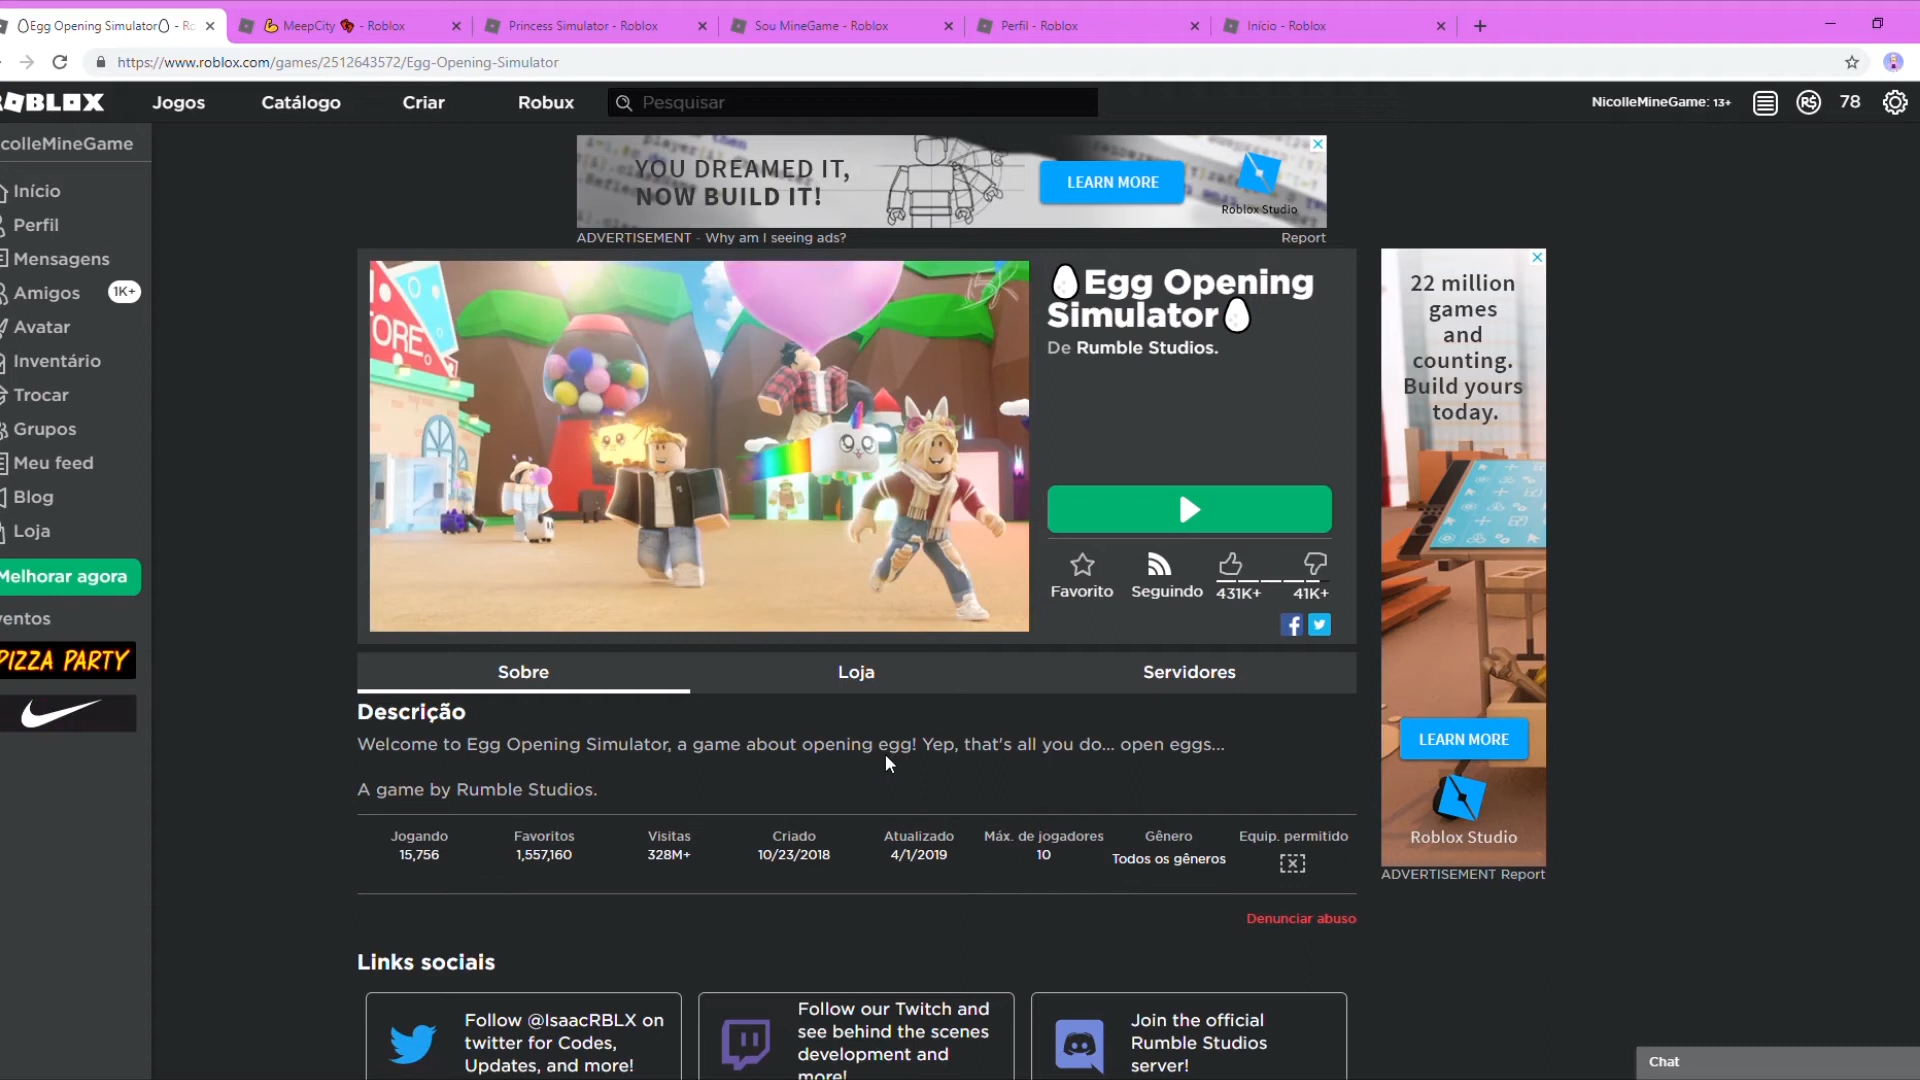 Egg Opening Simulator - Ro
MeepCity - Roblox
Princess Simulator - Roblox
Sou MineGame - Roblox
Perfil - Roblox
Início - Roblox
https://www.roblox.com/games/2512643572/Egg-Opening-Simulator
ROBLOX
Jogos
Catálogo
Criar
Robux
Pesquisar
NicolleMineGame: 13+
R$
78
colleMineGame
Início
Perfil
Mensagens
Amigos
1K+
Avatar
Inventário
Trocar
Grupos
Meu feed
Blog
Loja
Melhorar agora
entos
PIZZA PARTY
YOU DREAMED IT,
NOW BUILD IT!
LEARN MORE
Roblox Studio
ADVERTISEMENT - Why am I seeing ads?
Report
ORE
Egg Opening
Simulator
De Rumble Studios.
Favorito
Seguindo
431K+
41K+
22 million
games
and
counting.
Build yours
today.
LEARN MORE
Roblox Studio
ADVERTISEMENT Report
Sobre
Loja
Servidores
Descrição
Welcome to Egg Opening Simulator, a game about opening egg! Yep, that's all you do... open eggs...
A game by Rumble Studios.
Jogando
Favoritos
Visitas
Criado
Atualizado
Máx. de jogadores
Gênero
Equip. permitido
15,756
1,557,160
328M+
10/23/2018
4/1/2019
10
Todos os gêneros
Denunciar abuso
Links sociais
Follow @IsaacRBLX on
twitter for Codes,
Updates, and more!
Follow our Twitch and
see behind the scenes
development and
more!
Join the official
Rumble Studios
server!
Chat